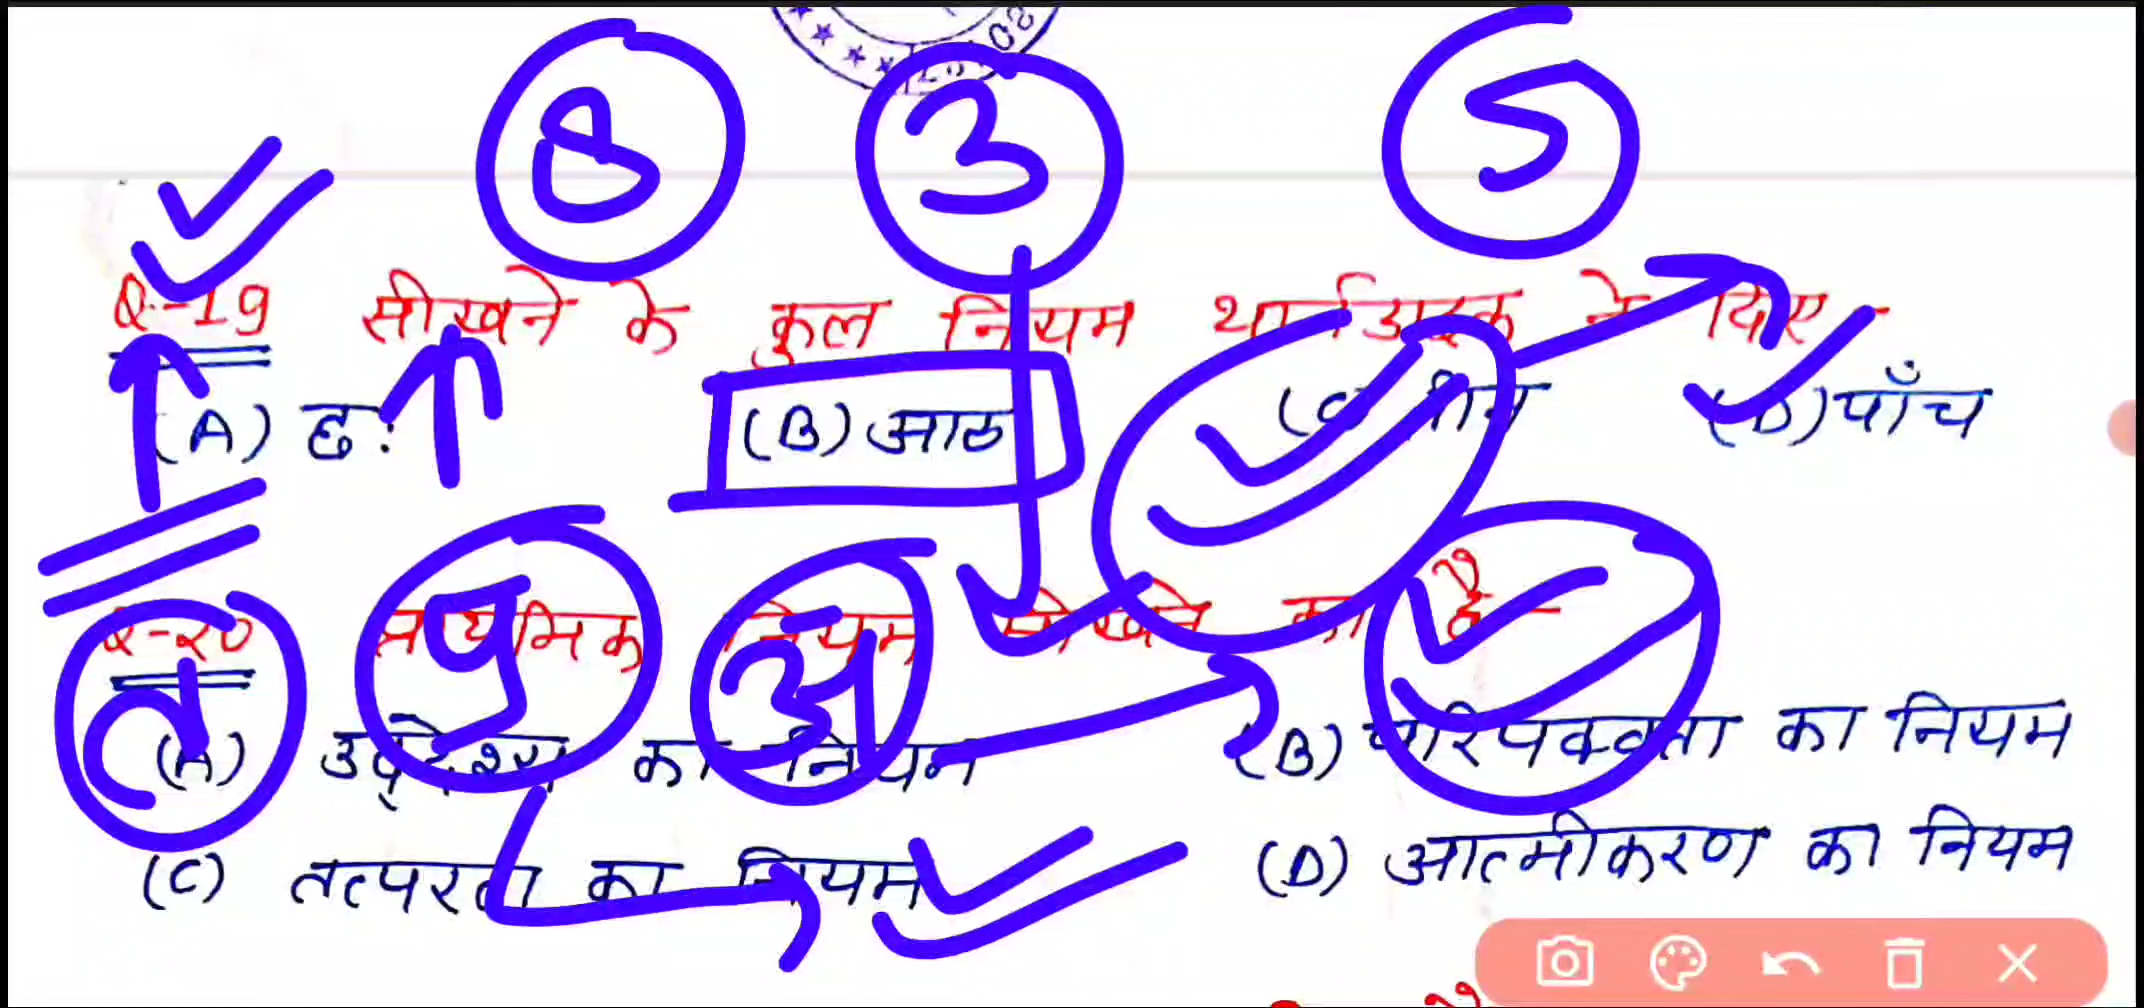 8 3 5
Q-19 सीखने के कुल नियम थार्नडाइक ने दिए -
(A) छः (B) आठ (C) तीन (D) पाँच
Q-20 प्राथमिक नियम सीखने का है -
त प अ
(A) उद्देश्य का नियम (B) परिपक्वता का नियम
(C) तत्परता का नियम (D) आत्मीकरण का नियम